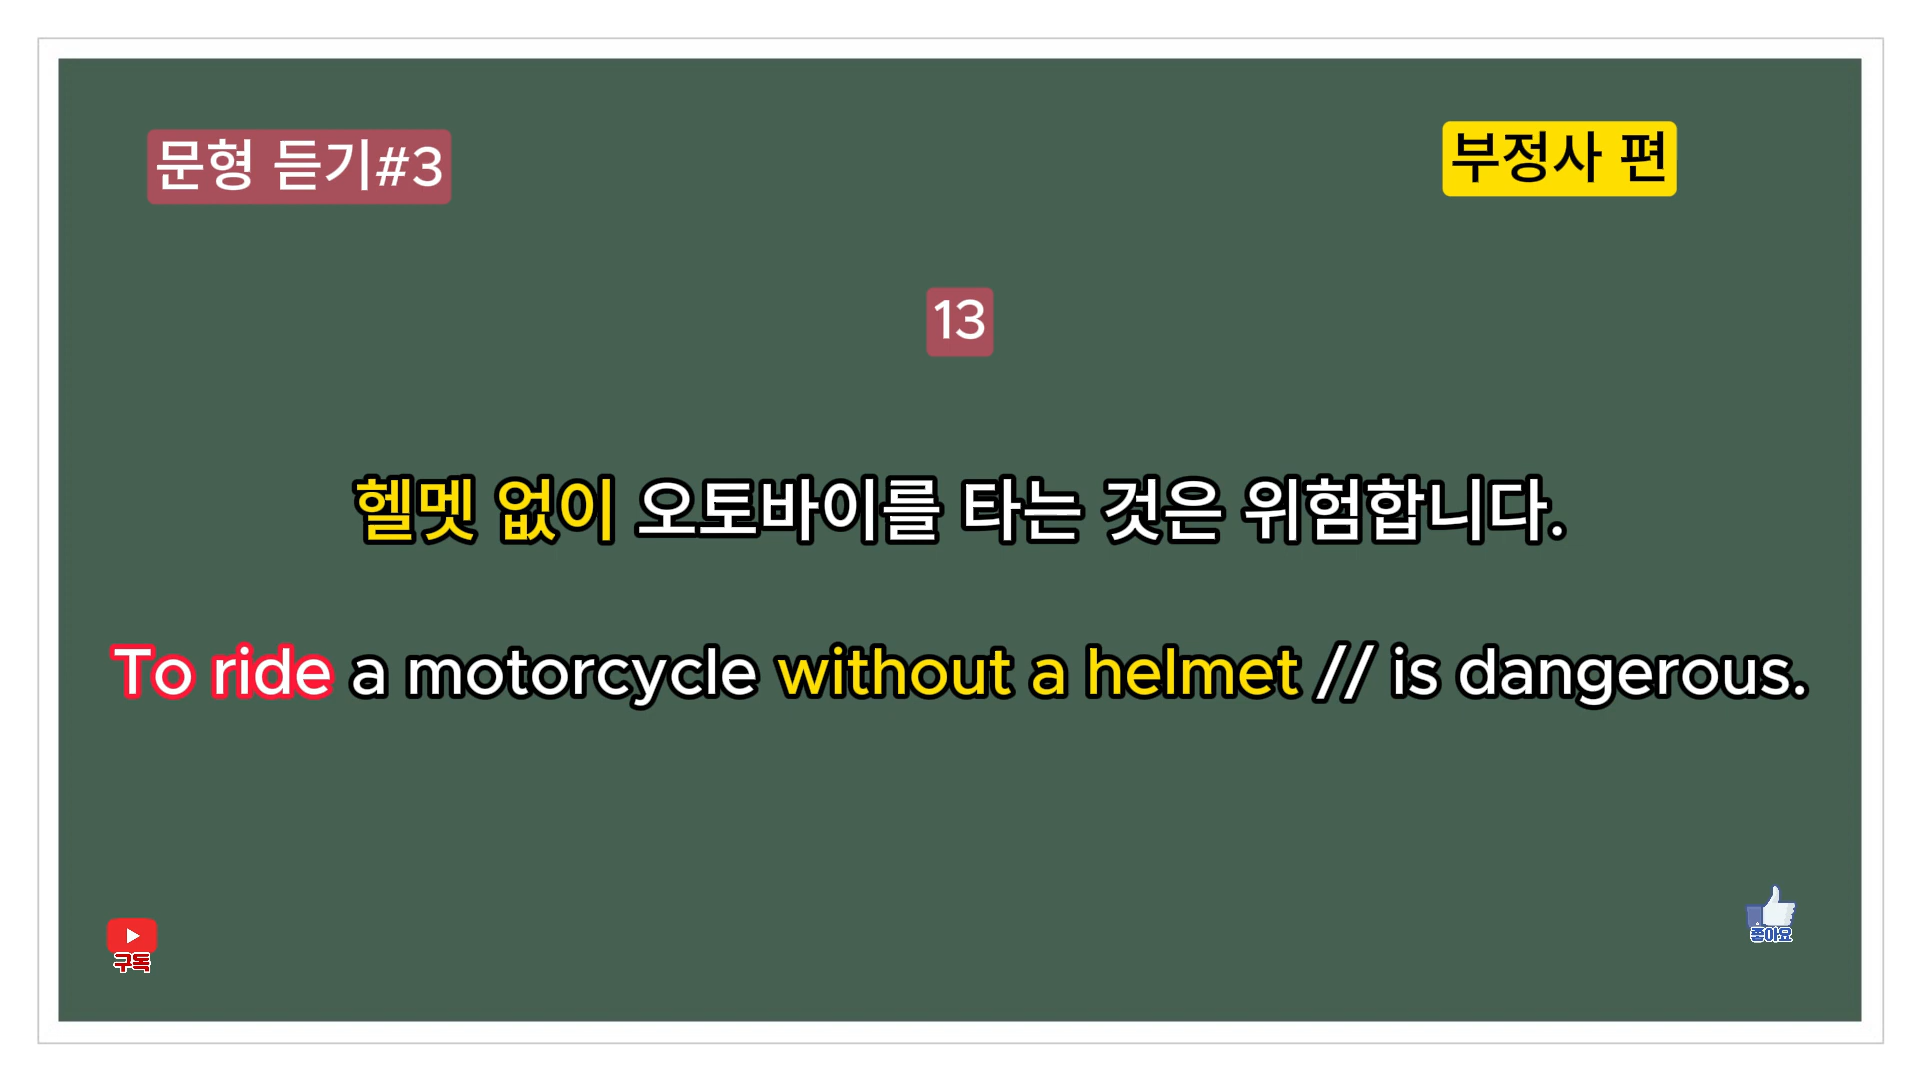 문형 듣기#3
부정사 편
13
헬멧 없이 오토바이를 타는 것은 위험합니다.
To ride a motorcycle without a helmet // is dangerous.
구독
좋아요